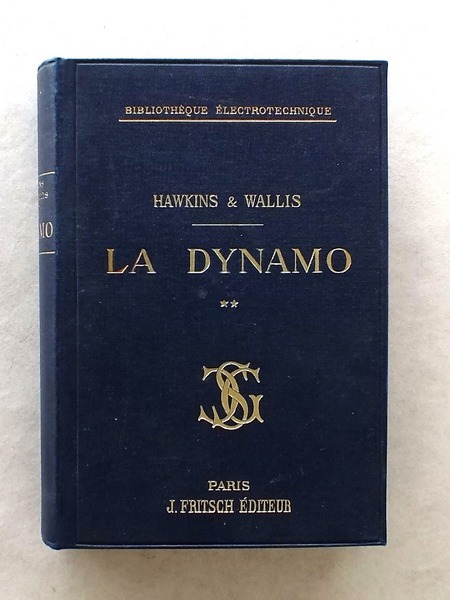 BIBLIOTHÈQUE ÉLECTROTECHNIQUE
HAWKINS & WALLIS
LA DYNAMO
**
PARIS
J. FRITSCH ÉDITEUR